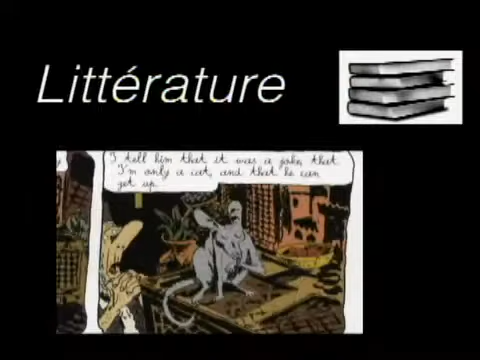 Littérature
I tell him that it was a joke, that
I'm only a cat, and that he can
get up.